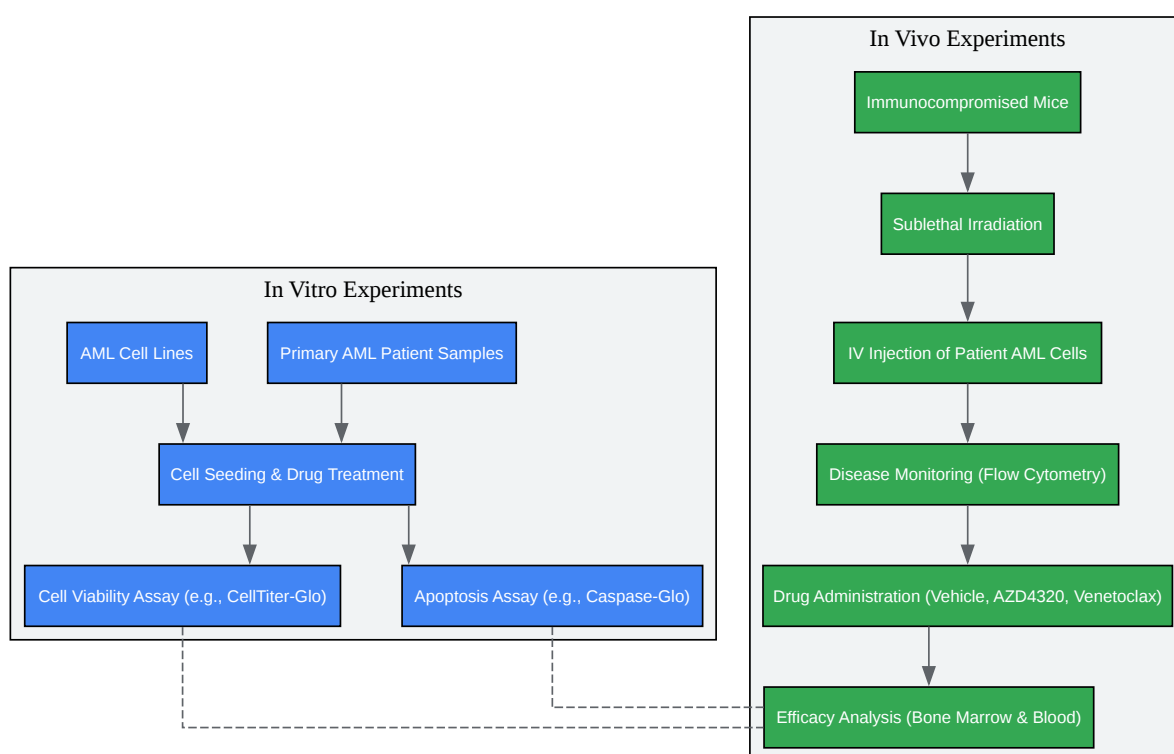 In Vitro Experiments
AML Cell Lines
Primary AML Patient Samples
Cell Seeding & Drug Treatment
Cell Viability Assay (e.g., CellTiter-Glo)
Apoptosis Assay (e.g., Caspase-Glo)
In Vivo Experiments
Immunocompromised Mice
Sublethal Irradiation
IV Injection of Patient AML Cells
Disease Monitoring (Flow Cytometry)
Drug Administration (Vehicle, AZD4320, Venetoclax)
Efficacy Analysis (Bone Marrow & Blood)